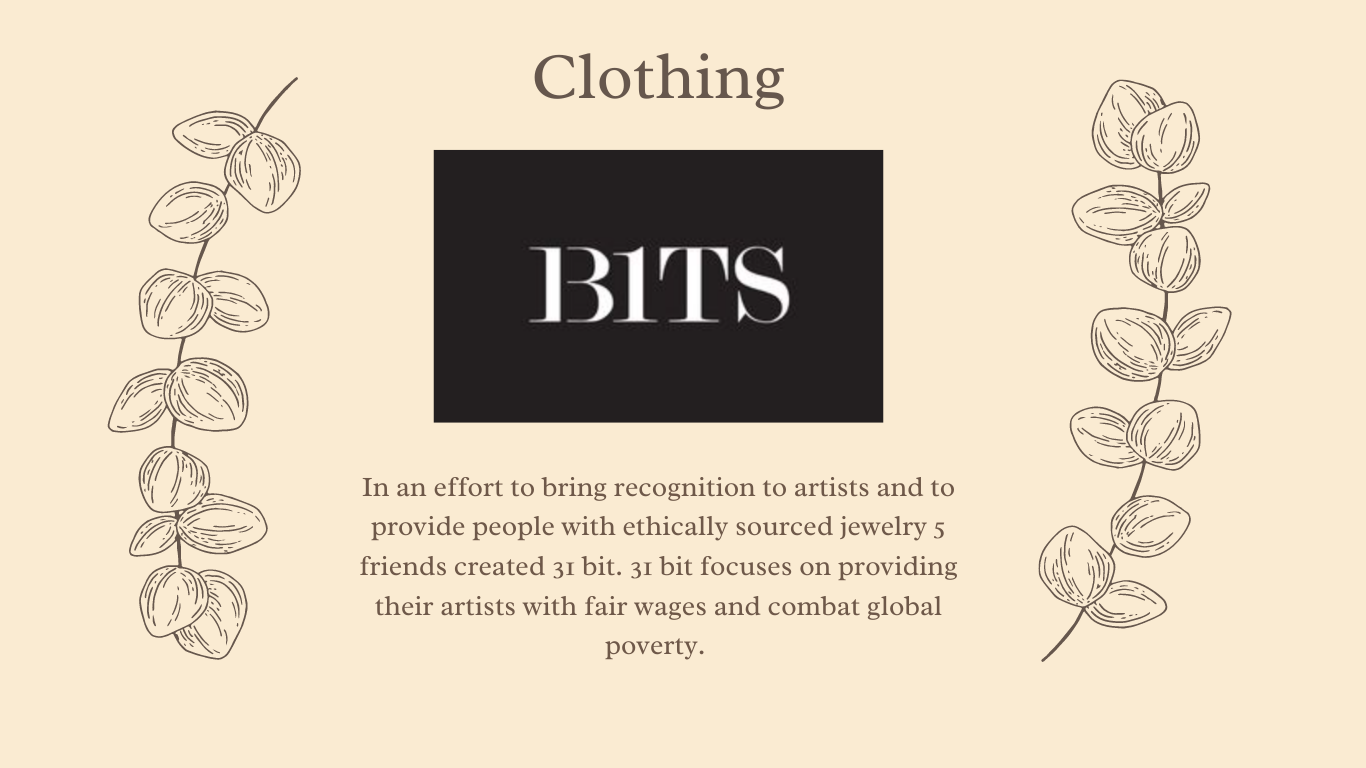 Clothing
B1TS
In an effort to bring recognition to artists and to
provide people with ethically sourced jewelry 5
friends created 31 bit. 31 bit focuses on providing
their artists with fair wages and combat global
poverty.